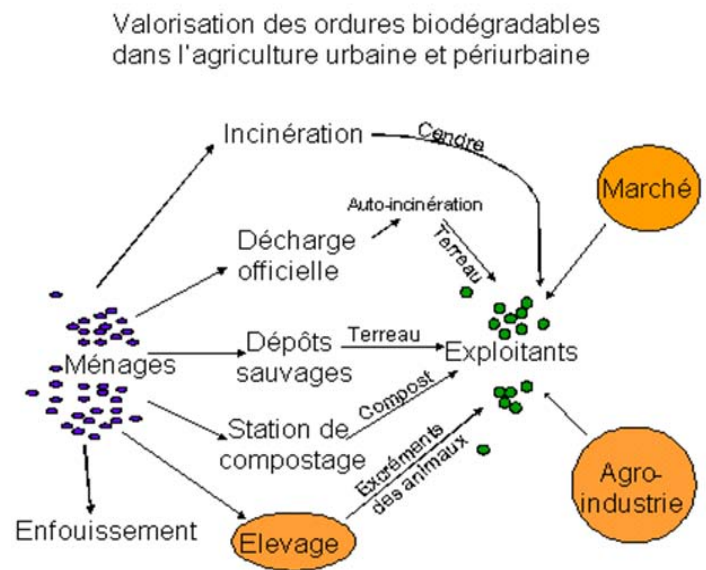 Valorisation des ordures biodégradables
dans l'agriculture urbaine et périurbaine
Incinération
Cendre
Marché
Auto-incinération
Décharge
officielle
Terreau
Ménages
Dépôts
sauvages
Terreau
Exploitants
Compost
Station de
compostage
Excréments
des animaux
Agro-
industrie
Enfouissement
Elevage